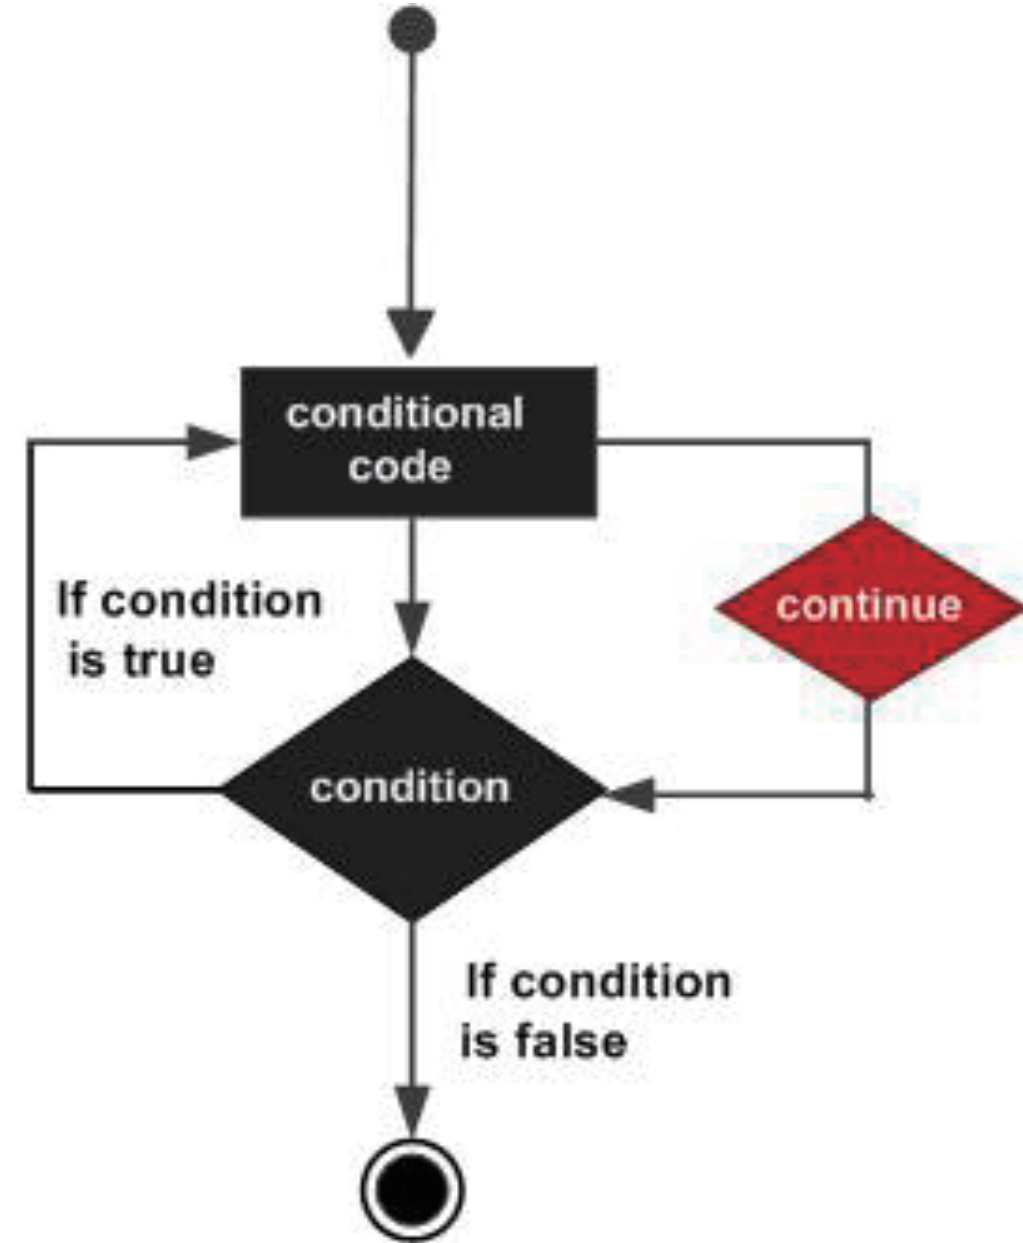 conditional
code
If condition
is true
continue
condition
If condition
is false